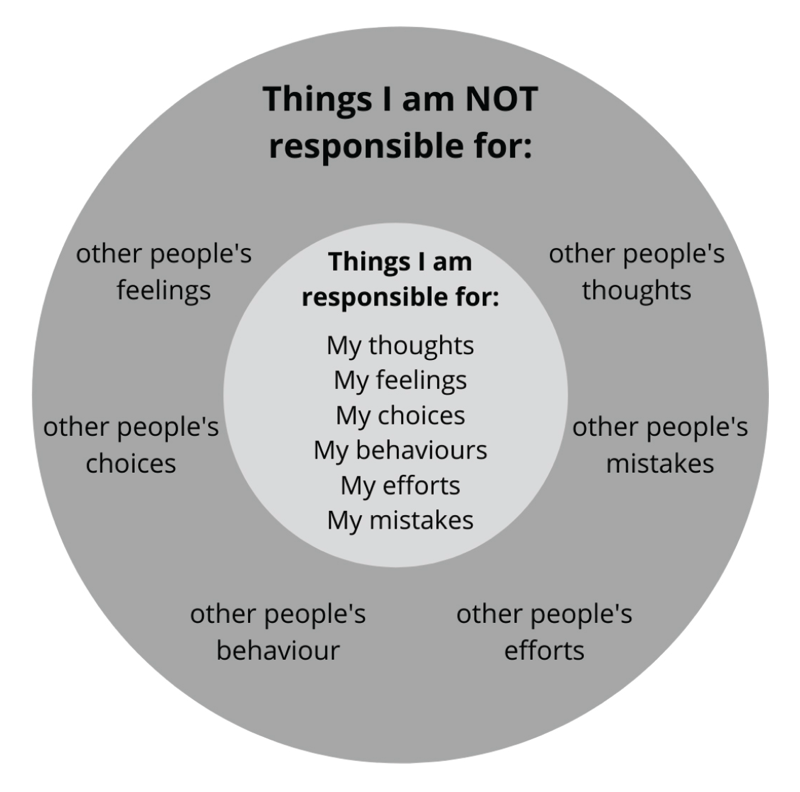 Things I am NOT
responsible for:
other people's
feelings
other people's
thoughts
Things I am
responsible for:
My thoughts
My feelings
My choices
My behaviours
My efforts
My mistakes
other people's
choices
other people's
mistakes
other people's
behaviour
other people's
efforts